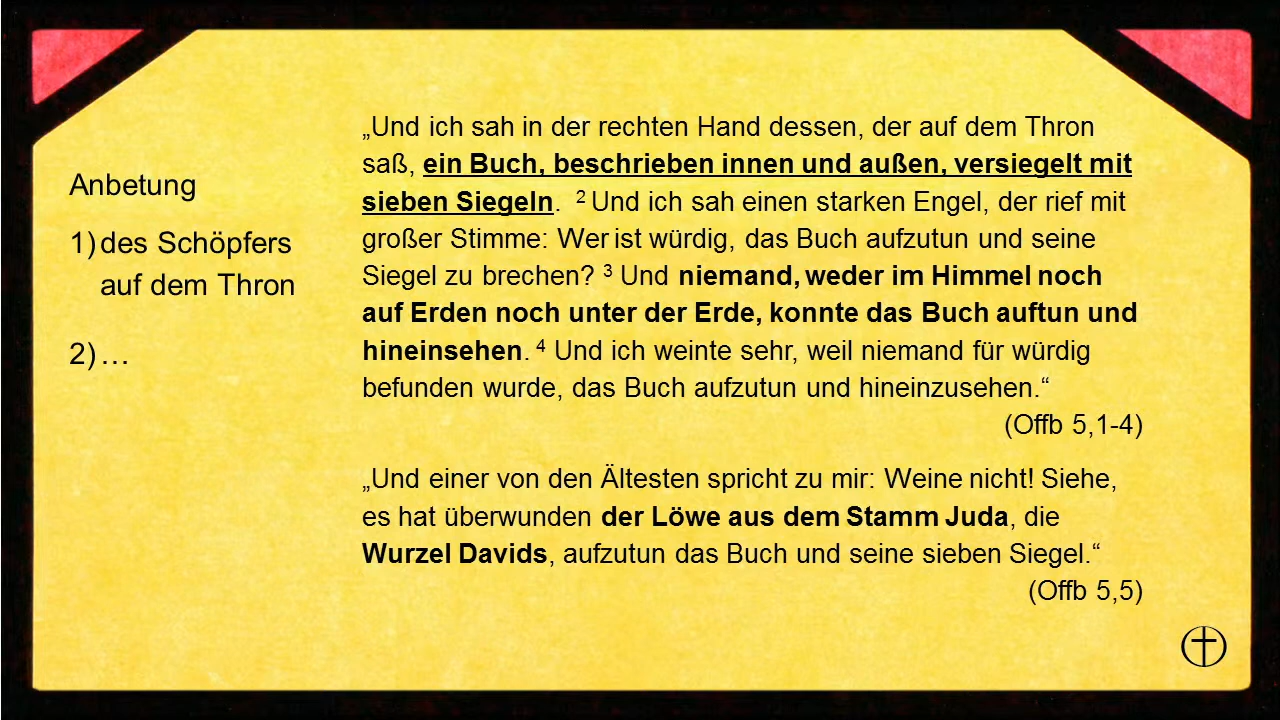 Anbetung
1) des Schöpfers
auf dem Thron
2) …
„Und ich sah in der rechten Hand dessen, der auf dem Thron
saß, ein Buch, beschrieben innen und außen, versiegelt mit
sieben Siegeln. 2 Und ich sah einen starken Engel, der rief mit
großer Stimme: Wer ist würdig, das Buch aufzutun und seine
Siegel zu brechen? 3 Und niemand, weder im Himmel noch
auf Erden noch unter der Erde, konnte das Buch auftun und
hineinsehen. 4 Und ich weinte sehr, weil niemand für würdig
befunden wurde, das Buch aufzutun und hineinzusehen.“
(Offb 5,1-4)
„Und einer von den Ältesten spricht zu mir: Weine nicht! Siehe,
es hat überwunden der Löwe aus dem Stamm Juda, die
Wurzel Davids, aufzutun das Buch und seine sieben Siegel.“
(Offb 5,5)